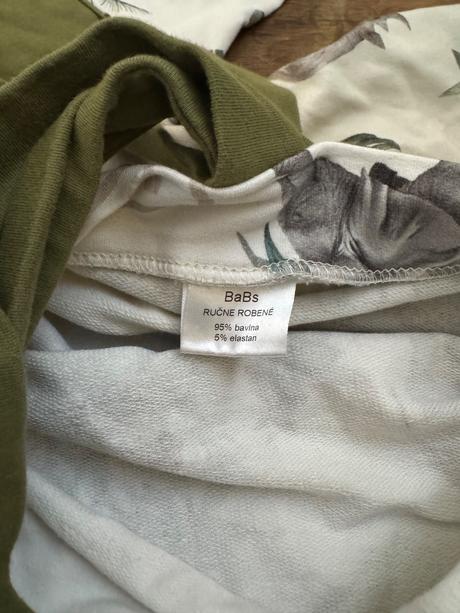 BaBs
RUČNE ROBENÉ
95% bavlna
5% elastan